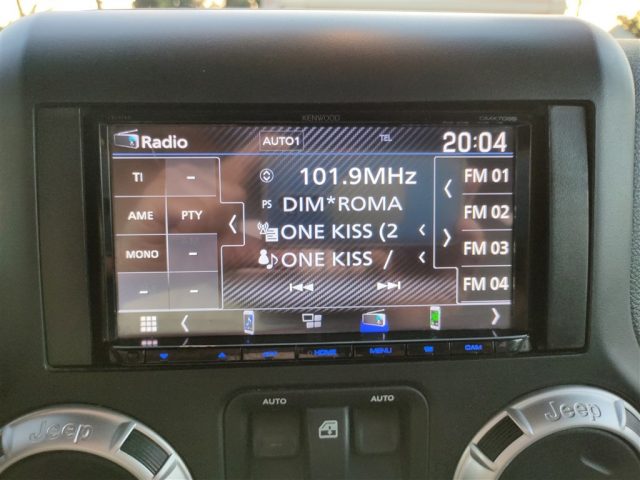 KENWOOD
Radio
AUTO1
TEL
20:04
TI
-
101.9MHz
FM 01
AME
PTY
PS DIM*ROMA
FM 02
MONO
-
ONE KISS (2
FM 03
-
-
ONE KISS /
FM 04
HOME
MENU
CAM
AUTO
AUTO
Jeep
Jeep